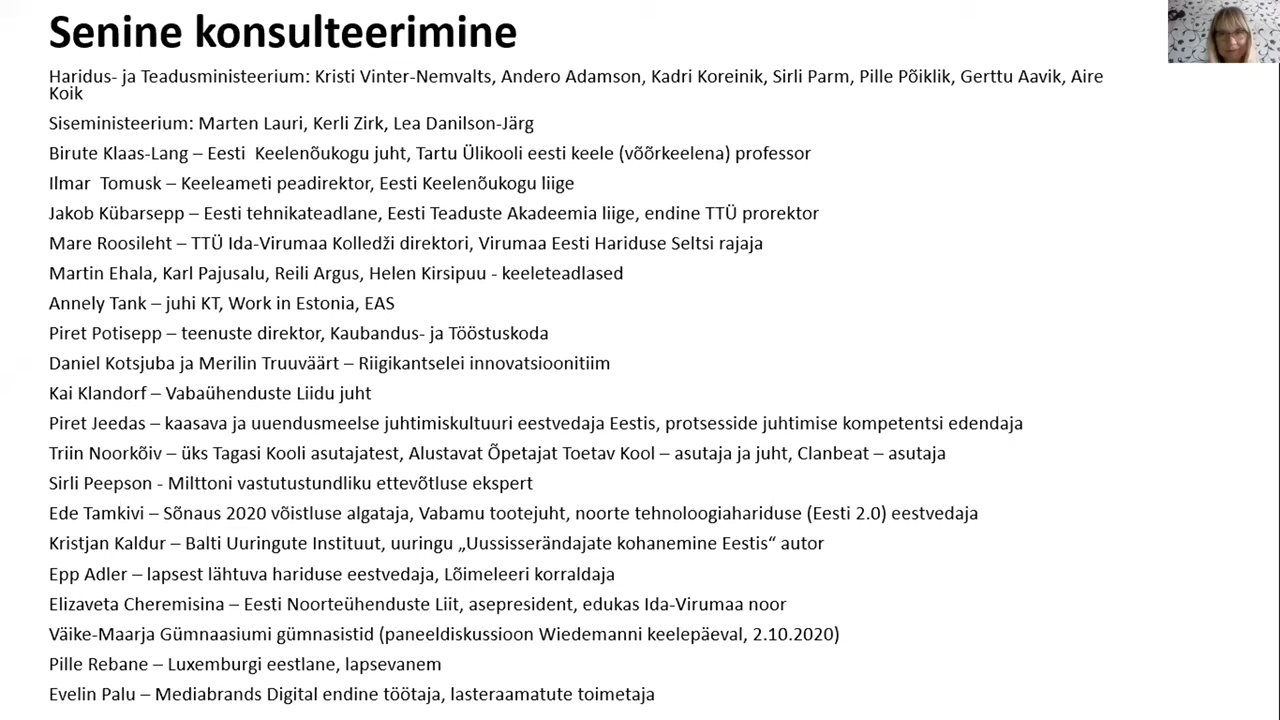 Senine konsulteerimine
Haridus- ja Teadusministeerium: Kristi Vinter-Nemvalts, Andero Adamson, Kadri Koreinik, Sirli Parm, Pille Põiklik, Gerttu Aavik, Aire
Koik
Siseministeerium: Marten Lauri, Kerli Zirk, Lea Danilson-Järg
Birute Klaas-Lang – Eesti  Keelenõukogu juht, Tartu Ülikooli eesti keele (võõrkeelena) professor
Ilmar  Tomusk – Keeleameti peadirektor, Eesti Keelenõukogu liige
Jakob Kübarsepp – Eesti tehnikateadlane, Eesti Teaduste Akadeemia liige, endine TTÜ prorektor
Mare Roosileht – TTÜ Ida-Virumaa Kolledži direktori, Virumaa Eesti Hariduse Seltsi rajaja
Martin Ehala, Karl Pajusalu, Reili Argus, Helen Kirsipuu - keeleteadlased
Annely Tank – juhi KT, Work in Estonia, EAS
Piret Potisepp – teenuste direktor, Kaubandus- ja Tööstuskoda
Daniel Kotsjuba ja Merilin Truuväärt – Riigikantselei innovatsioonitiim
Kai Klandorf – Vabaühenduste Liidu juht
Piret Jeedas – kaasava ja uuendusmeelse juhtimiskultuuri eestvedaja Eestis, protsesside juhtimise kompetentsi edendaja
Triin Noorkõiv – üks Tagasi Kooli asutajatest, Alustavat Õpetajat Toetav Kool – asutaja ja juht, Clanbeat – asutaja
Sirli Peepson - Milttoni vastutustundliku ettevõtluse ekspert
Ede Tamkivi – Sõnaus 2020 võistluse algataja, Vabamu tootejuht, noorte tehnoloogiahariduse (Eesti 2.0) eestvedaja
Kristjan Kaldur – Balti Uuringute Instituut, uuringu „Uussisserändajate kohanemine Eestis“ autor
Epp Adler – lapsest lähtuva hariduse eestvedaja, Lõimeleeri korraldaja
Elizaveta Cheremisina – Eesti Noorteühenduste Liit, asepresident, edukas Ida-Virumaa noor
Väike-Maarja Gümnaasiumi gümnasistid (paneeldiskussioon Wiedemanni keelepäeval, 2.10.2020)
Pille Rebane – Luxemburgi eestlane, lapsevanem
Evelin Palu – Mediabrands Digital endine töötaja, lasteraamatute toimetaja